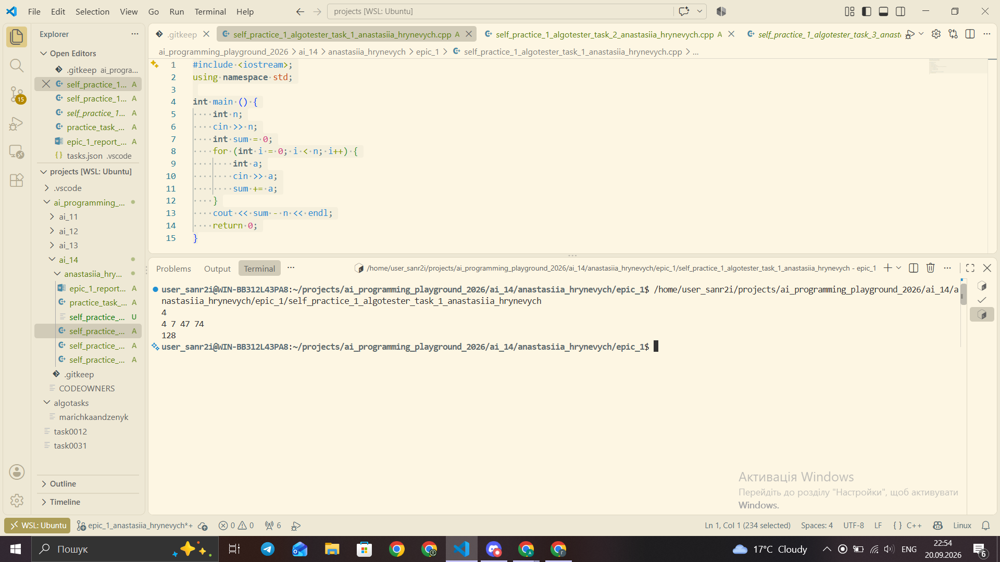 File Edit Selection View Go Run Terminal Help
projects [WSL: Ubuntu]
Explorer
Open Editors
.gitkeep ai_progra...
self_practice_1... A
self_practice_1... A
self_practice_1... A
practice_task_... A
epic_1_report_... A
tasks.json .vscode
15
projects [WSL: Ubuntu]
.vscode
ai_programming_...
ai_11
ai_12
ai_13
ai_14
anastasiia_hry...
epic_1_report... A
practice_task_... A
self_practice_... U
self_practice_... A
self_practice_... A
self_practice_... A
.gitkeep
CODEOWNERS
algotasks
marichkaandzenyk
task0012
task0031
Outline
Timeline
.gitkeep
self_practice_1_algotester_task_1_anastasiia_hrynevych.cpp A
self_practice_1_algotester_task_2_anastasiia_hrynevych.cpp A
self_practice_1_algotester_task_3_anast
ai_programming_playground_2026 > ai_14 > anastasiia_hrynevych > epic_1 > self_practice_1_algotester_task_1_anastasiia_hrynevych.cpp > ...
1 #include <iostream>;
2 using namespace std;
3
4 int main () {
5 int n;
6 cin >> n;
7 int sum = 0;
8 for (int i = 0; i < n; i++) {
9 int a;
10 cin >> a;
11 sum += a;
12 }
13 cout << sum - n << endl;
14 return 0;
15 }
Problems Output Terminal ...
/home/user_sanr2i/projects/ai_programming_playground_2026/ai_14/anastasiia_hrynevych/epic_1/self_practice_1_algotester_task_1_anastasiia_hrynevych - epic_1
user_sanr2i@WIN-BB312L43PA8:~/projects/ai_programming_playground_2026/ai_14/anastasiia_hrynevych/epic_1$ /home/user_sanr2i/projects/ai_programming_playground_2026/ai_14/a
nastasiia_hrynevych/epic_1/self_practice_1_algotester_task_1_anastasiia_hrynevych
4
4 7 47 74
128
user_sanr2i@WIN-BB312L43PA8:~/projects/ai_programming_playground_2026/ai_14/anastasiia_hrynevych/epic_1$
Активація Windows
Перейдіть до розділу "Настройки", щоб активувати
Windows.
WSL: Ubuntu epic_1_anastasiia_hrynevych*+ 0 0 6
Ln 1, Col 1 (234 selected) Spaces: 4 UTF-8 LF {} C++ Linux
Пошук
17°C Cloudy
ENG
22:54
20.09.2026
6